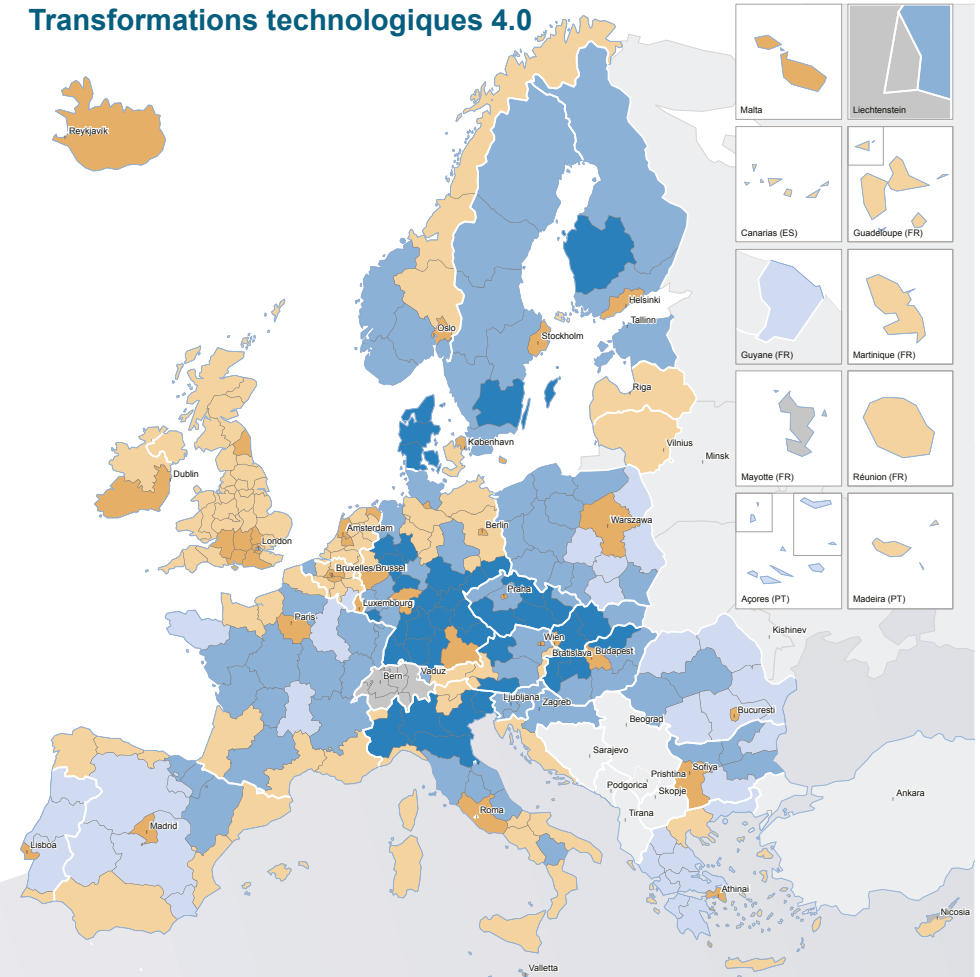 Transformations technologiques 4.0
Reykjavik
Malta
Liechtenstein
Canarias (ES)
Guadeloupe (FR)
Guyane (FR)
Martinique (FR)
Mayotte (FR)
Réunion (FR)
Açores (PT)
Madeira (PT)
Oslo
Helsinki
Tallinn
Stockholm
Riga
København
Vilnius
Minsk
Dublin
London
Amsterdam
Berlin
Warszawa
Bruxelles/Brussel
Luxembourg
Praha
Paris
Kishinev
Wien
Bratislava
Budapest
Bern
Vaduz
Ljubljana
Zagreb
Beograd
Bucuresti
Sarajevo
Prishtina
Sofiya
Podgorica
Skopje
Tirana
Ankara
Roma
Madrid
Lisboa
Athinai
Nicosia
Valletta